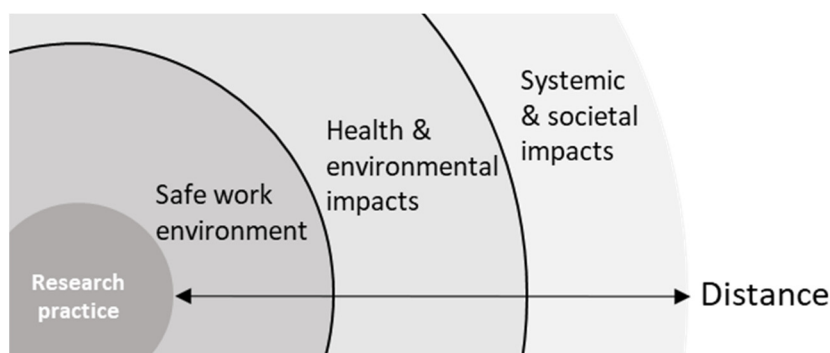 Systemic
& societal
impacts
Health &
environmental
impacts
Safe work
environment
Research
practice
Distance